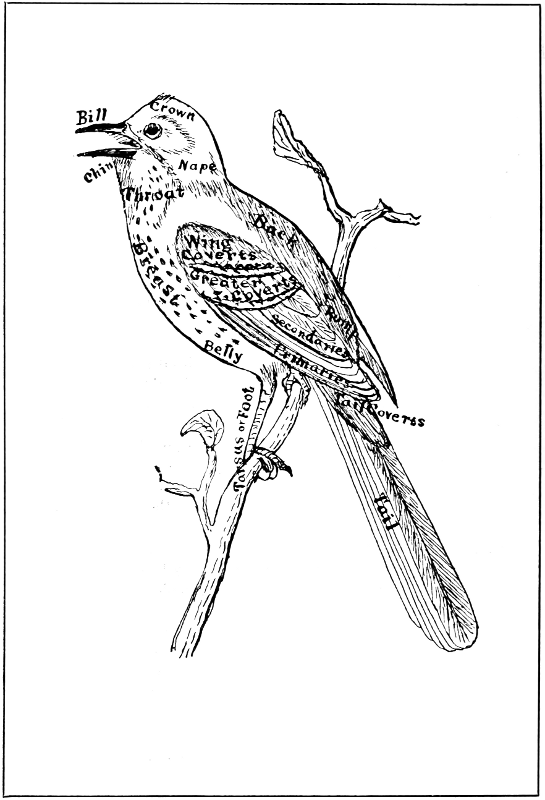 Crown
Bill
Chin
Nape
Throat
Back
Wing
Coverts
Greater
Coverts
Breast
Rump
Secondaries
Primaries
Belly
Tail Coverts
Tarsus or Foot
Tail